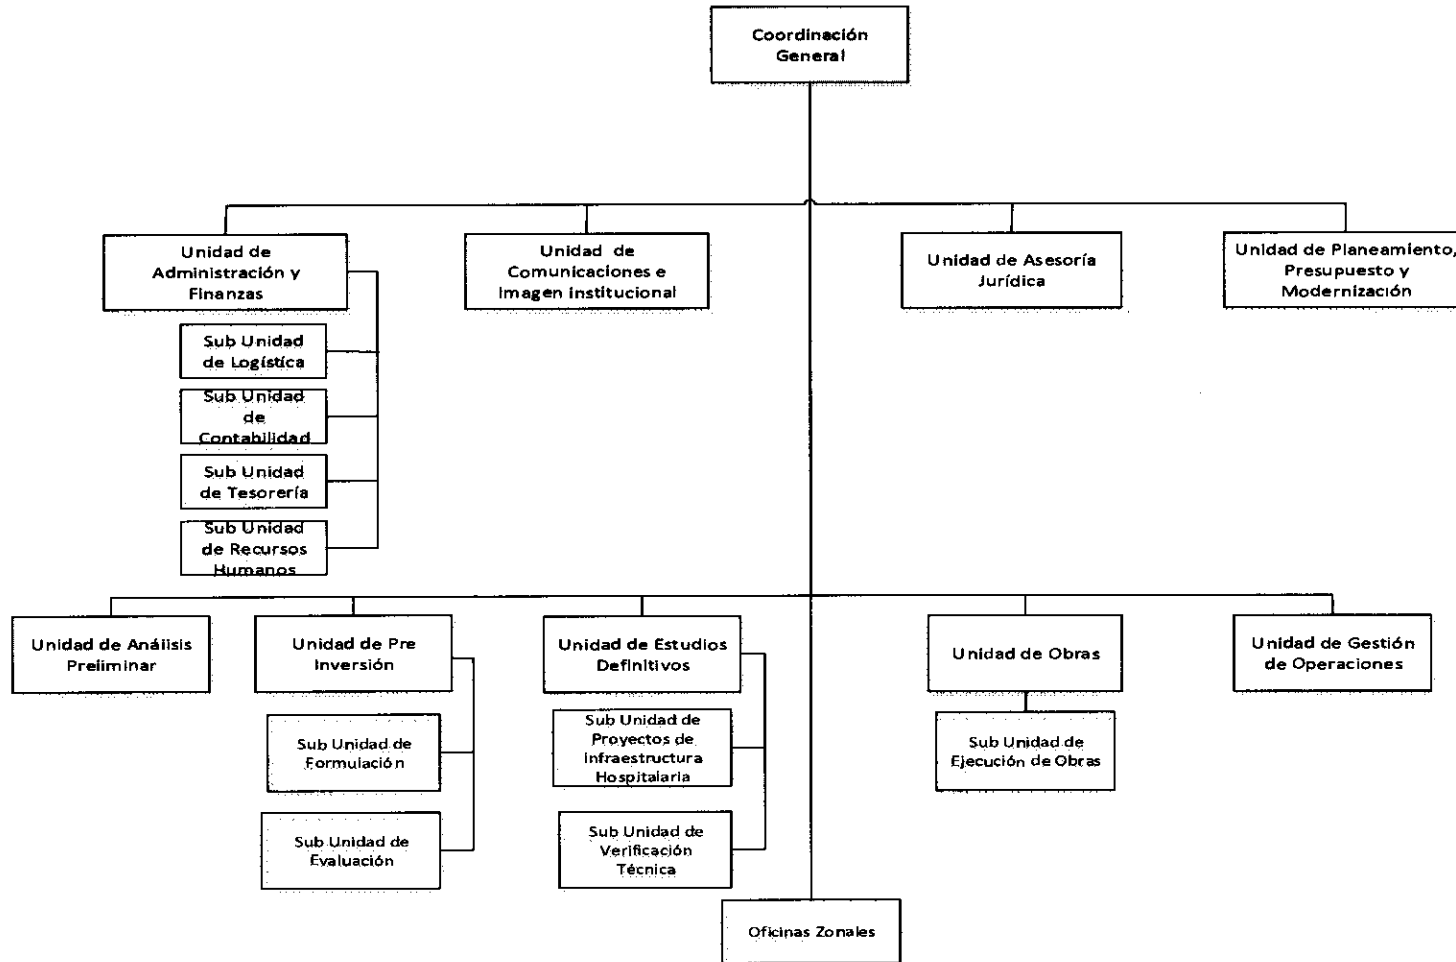 Coordinación
General
Unidad de
Administración y
Finanzas
Unidad de
Comunicaciones e
Imagen institucional
Unidad de Asesoría
Jurídica
Unidad de Planeamiento,
Presupuesto y
Modernización
Sub Unidad
de Logística
Sub Unidad
de
Contabilidad
Sub Unidad
de Tesorería
Sub Unidad
de Recursos
Humanos
Unidad de Análisis
Preliminar
Unidad de Pre
Inversión
Unidad de Estudios
Definitivos
Unidad de Obras
Unidad de Gestión
de Operaciones
Sub Unidad de
Formulación
Sub Unidad de
Proyectos de
Infraestructura
Hospitalaria
Sub Unidad de
Ejecución de Obras
Sub Unidad de
Evaluación
Sub Unidad de
Verificación
Técnica
Oficinas Zonales